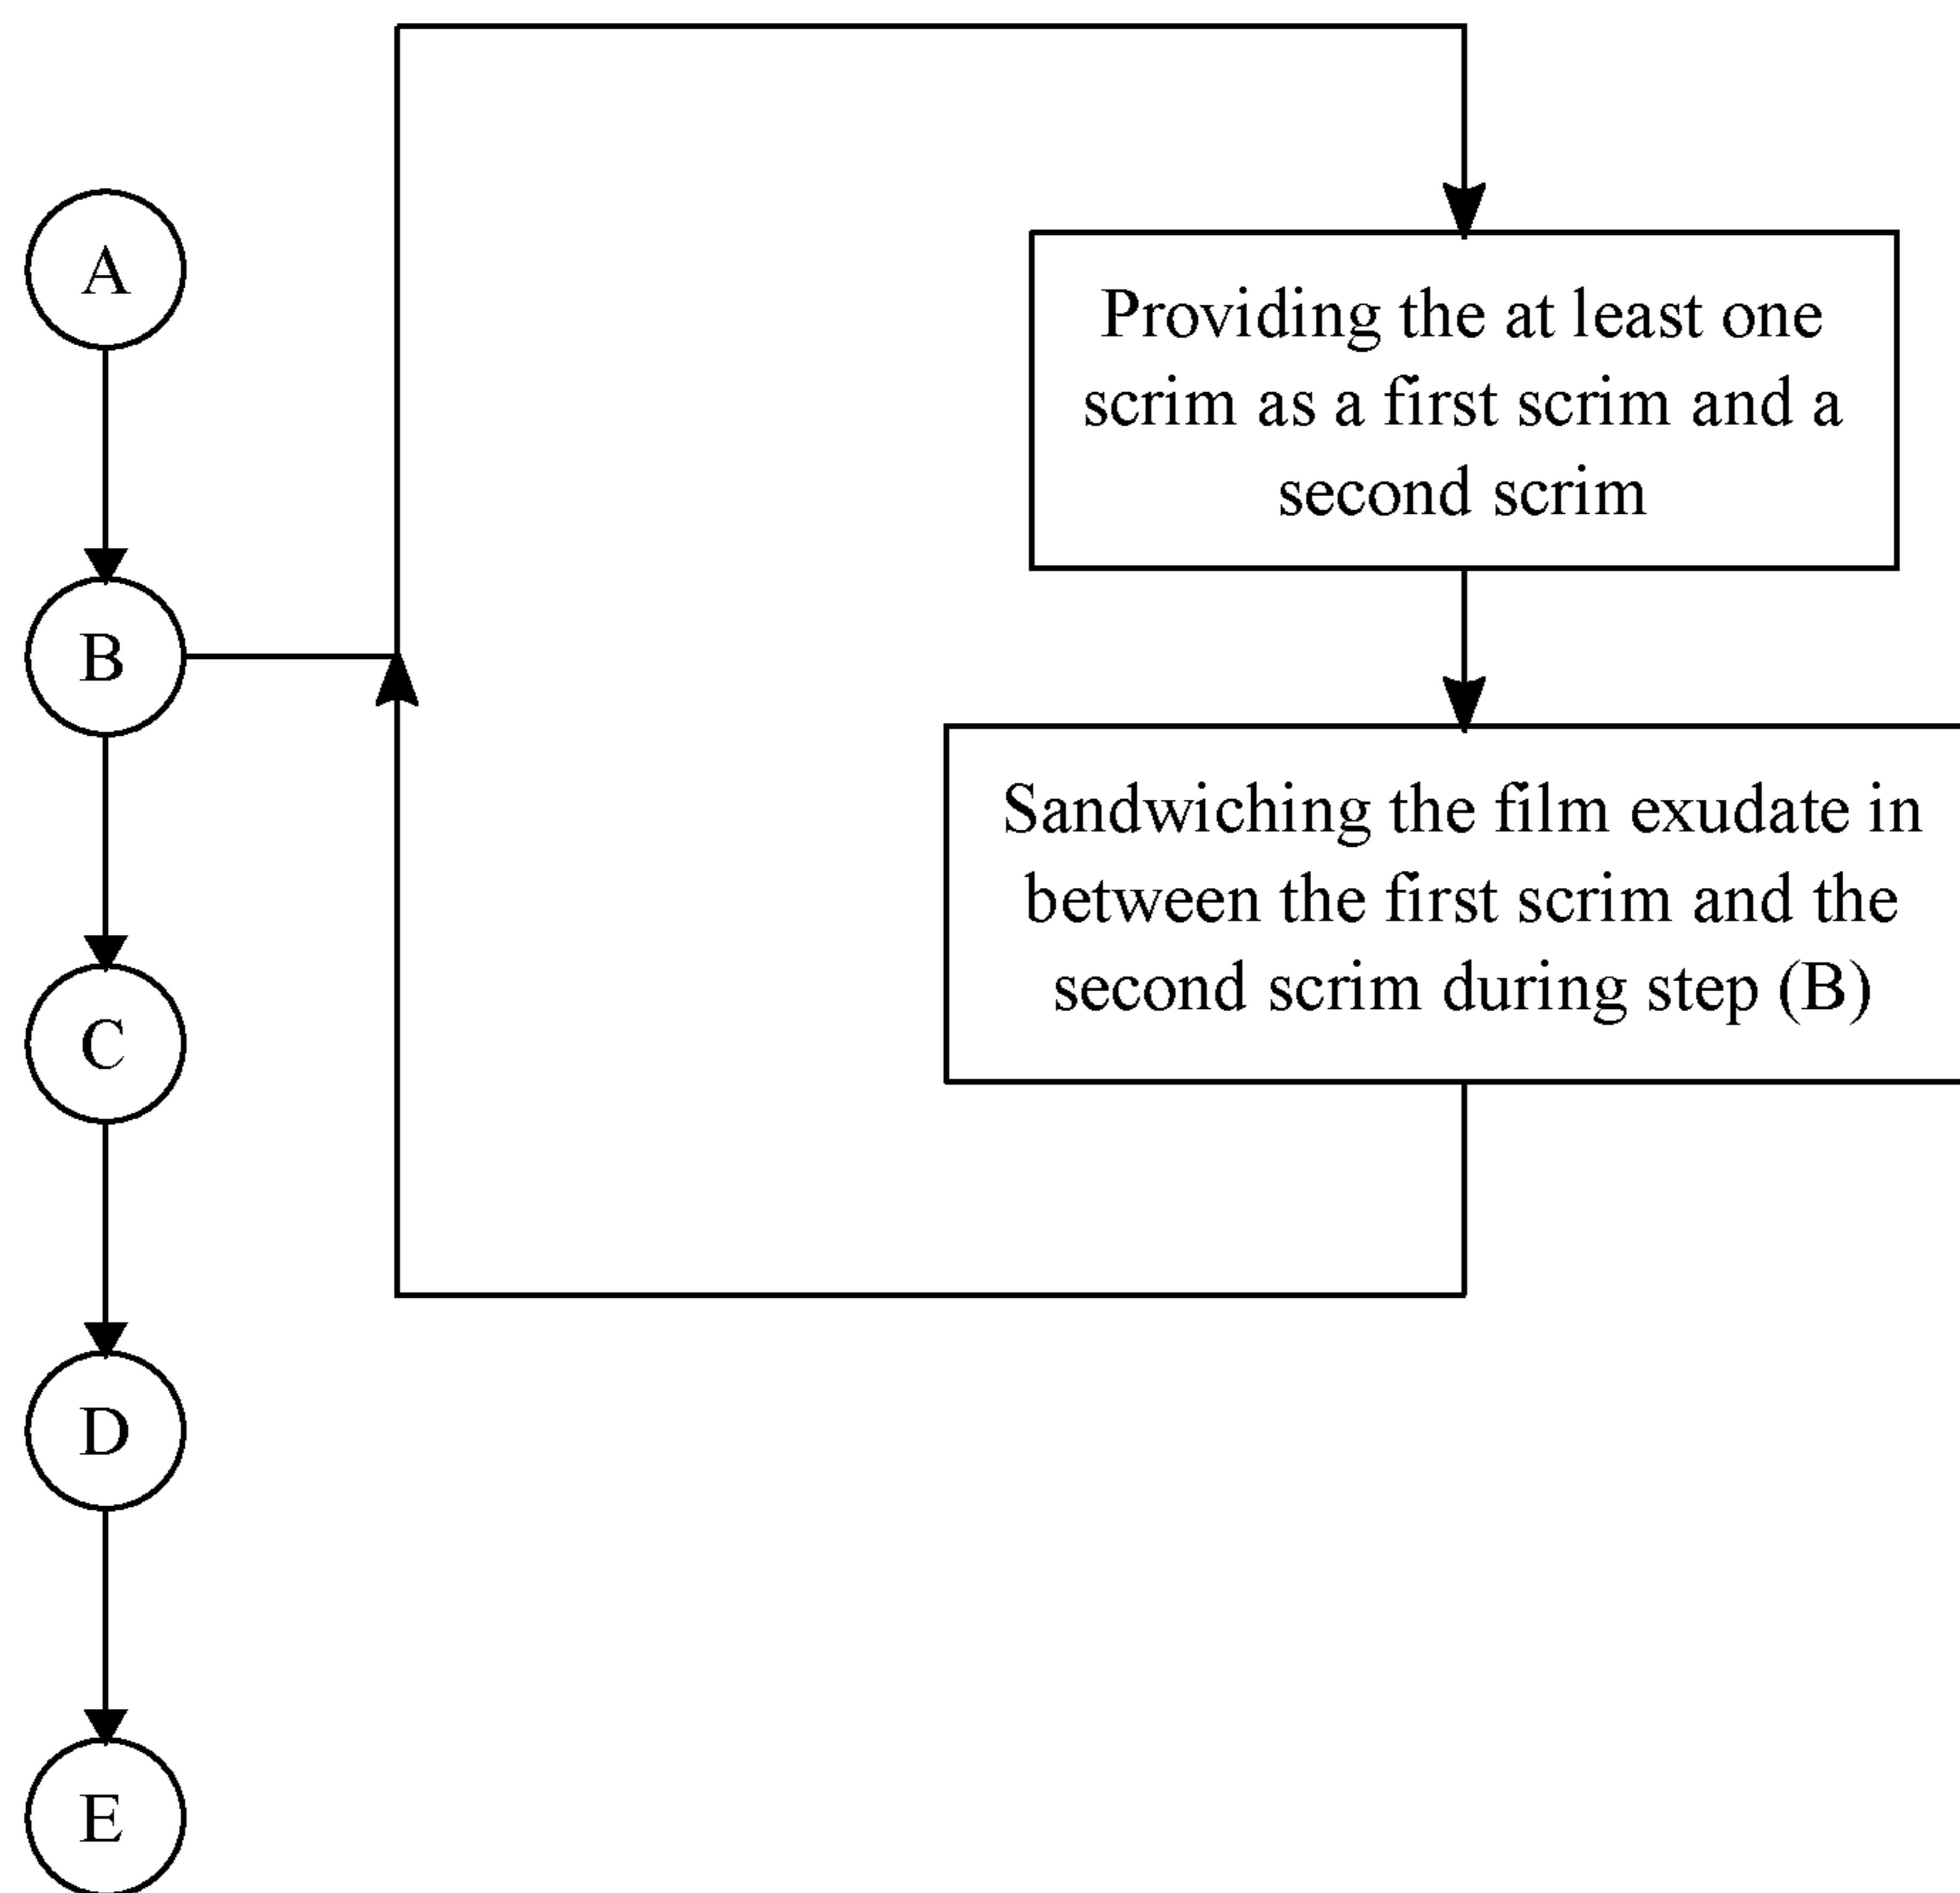 A
Providing the at least one
scrim as a first scrim and a
second scrim
B
Sandwiching the film exudate in
between the first scrim and the
second scrim during step (B)
C
D
E